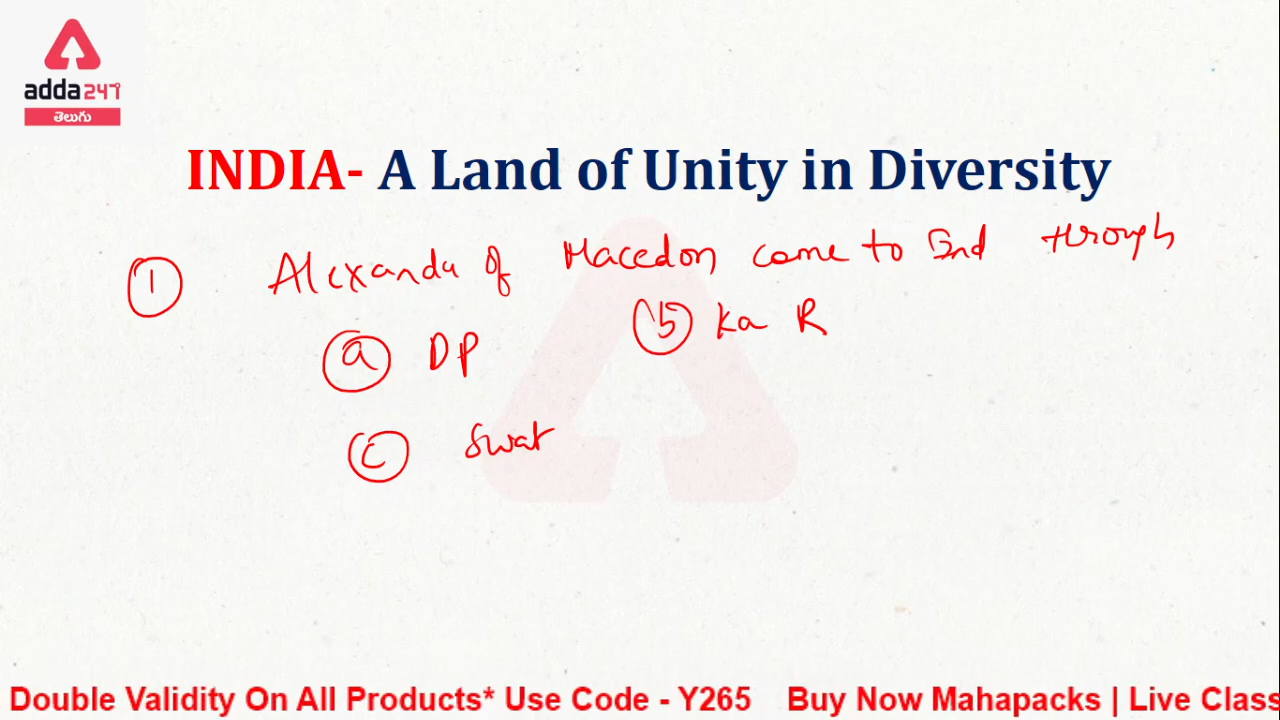 adda247
తెలుగు
INDIA- A Land of Unity in Diversity
1 Alexander of Macedon came to Ind through
a DP b Ka R
c Swat
Double Validity On All Products* Use Code - Y265 Buy Now Mahapacks | Live Class